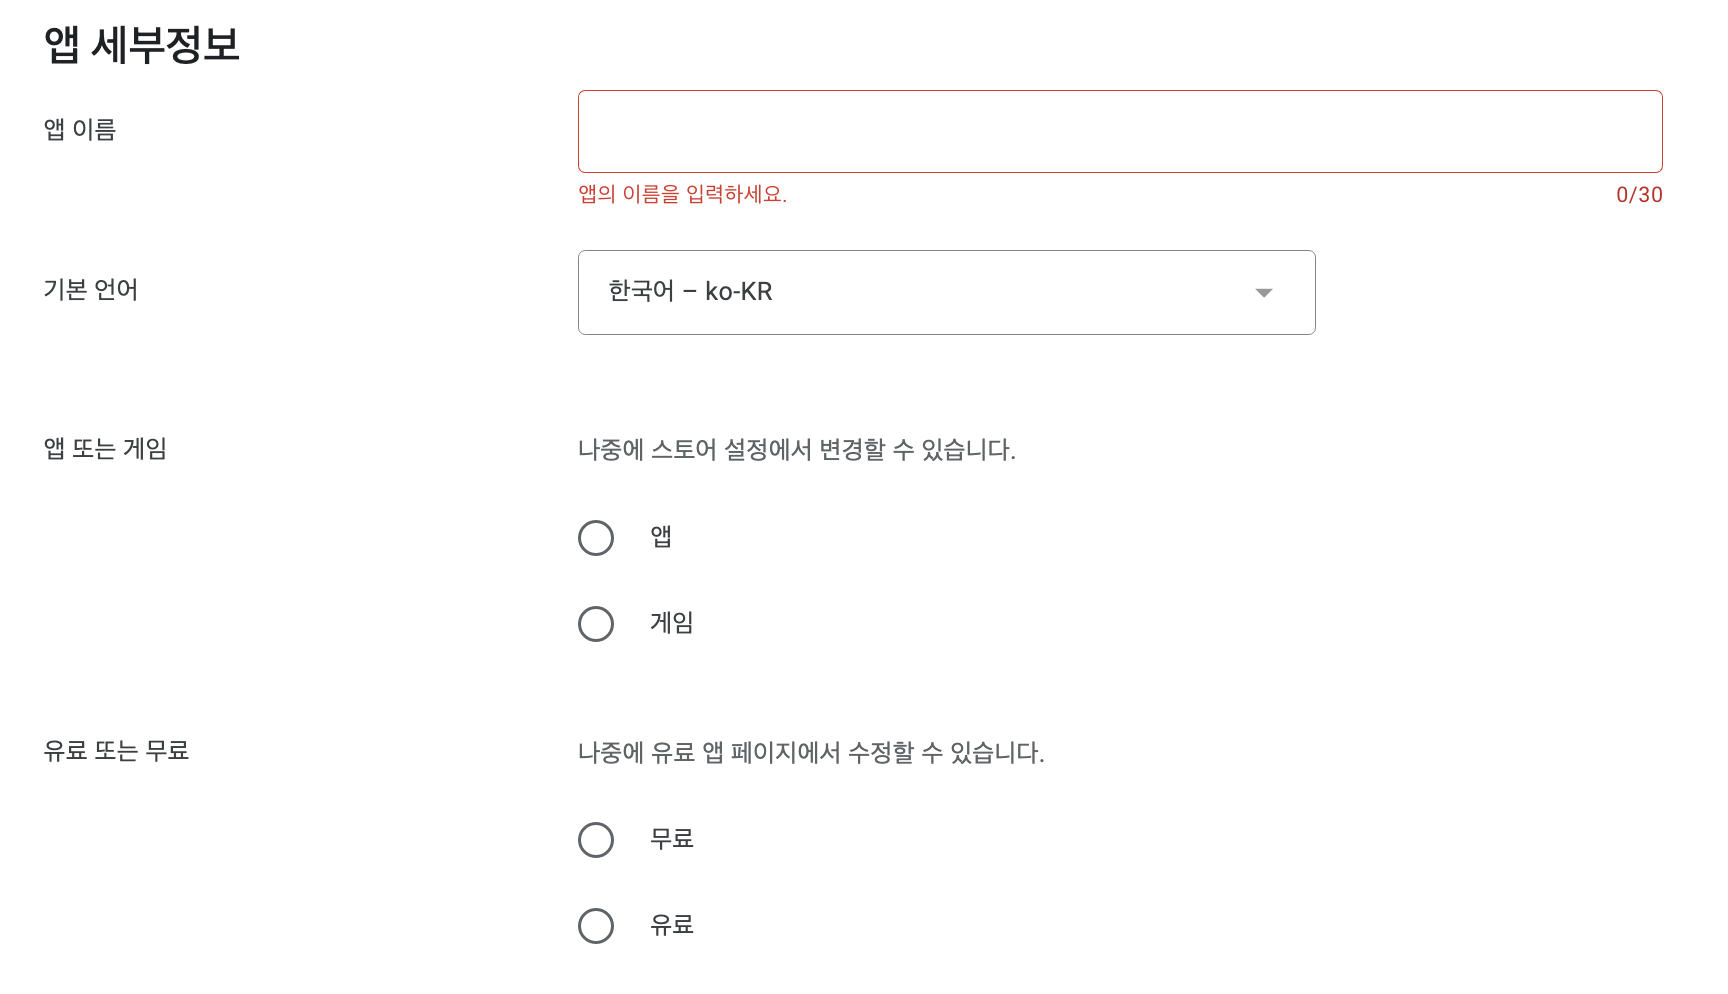 앱 세부정보
앱 이름
앱의 이름을 입력하세요. 0/30
기본 언어 한국어 – ko-KR
앱 또는 게임 나중에 스토어 설정에서 변경할 수 있습니다.
앱
게임
유료 또는 무료 나중에 유료 앱 페이지에서 수정할 수 있습니다.
무료
유료